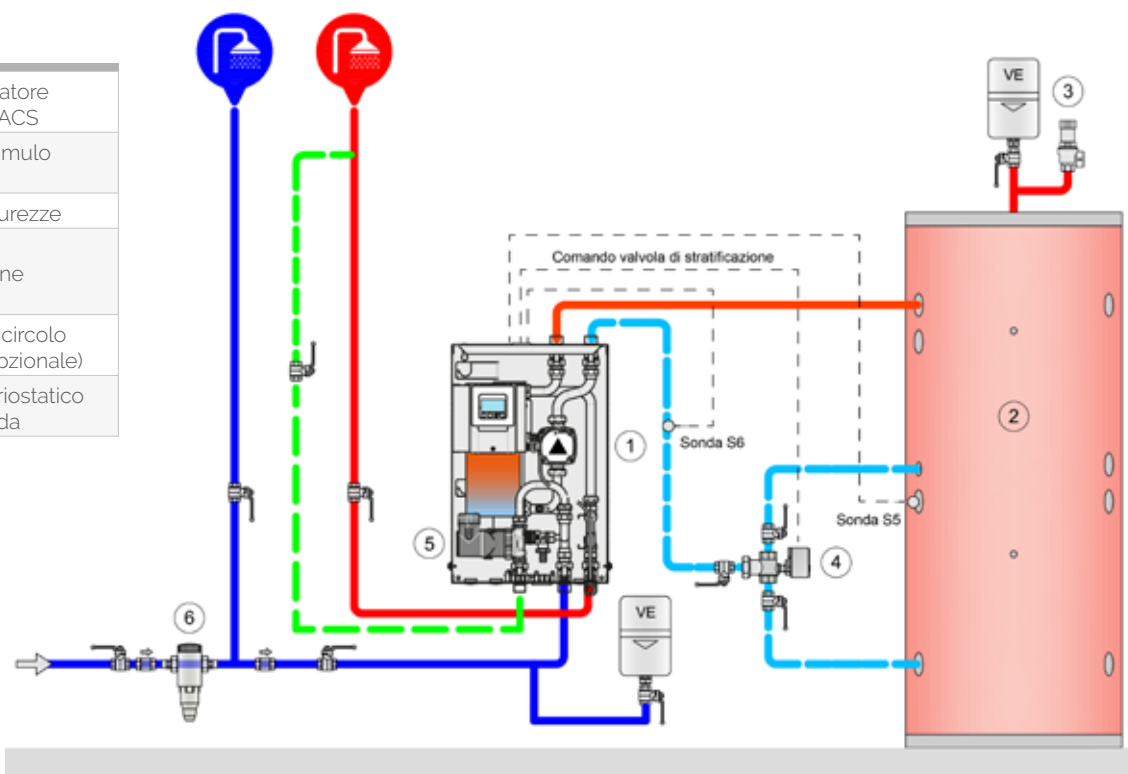 atore
ACS
mulo
urezze
ne
circolo
pzionale)
riostatico
da
VE
3
Comando valvola di stratificazione
2
1
Sonda S6
Sonda S5
5
4
6
VE